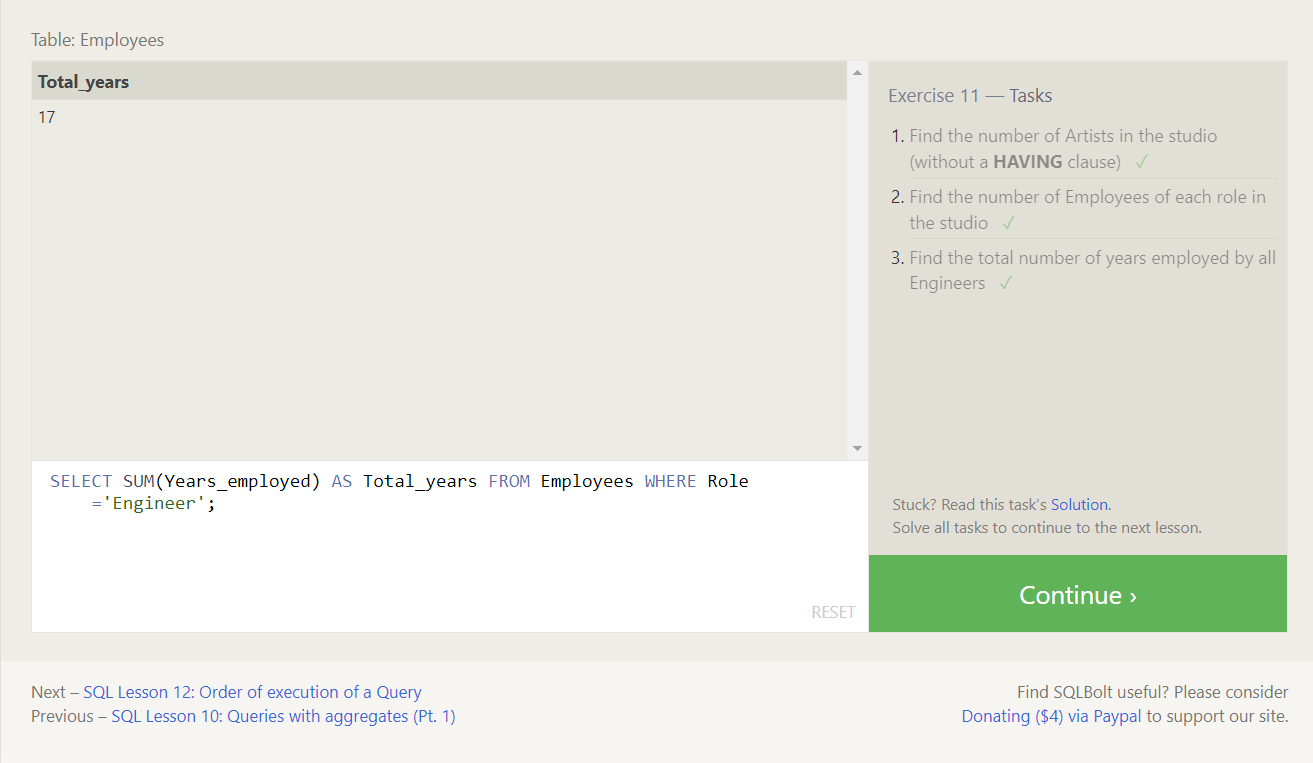 Table: Employees
Total_years
17
Exercise 11 — Tasks
1. Find the number of Artists in the studio
(without a HAVING clause) ✓
2. Find the number of Employees of each role in
the studio ✓
3. Find the total number of years employed by all
Engineers ✓
SELECT SUM(Years_employed) AS Total_years FROM Employees WHERE Role
='Engineer';
RESET
Stuck? Read this task's Solution.
Solve all tasks to continue to the next lesson.
Continue ›
Next – SQL Lesson 12: Order of execution of a Query
Previous – SQL Lesson 10: Queries with aggregates (Pt. 1)
Find SQLBolt useful? Please consider
Donating ($4) via Paypal to support our site.